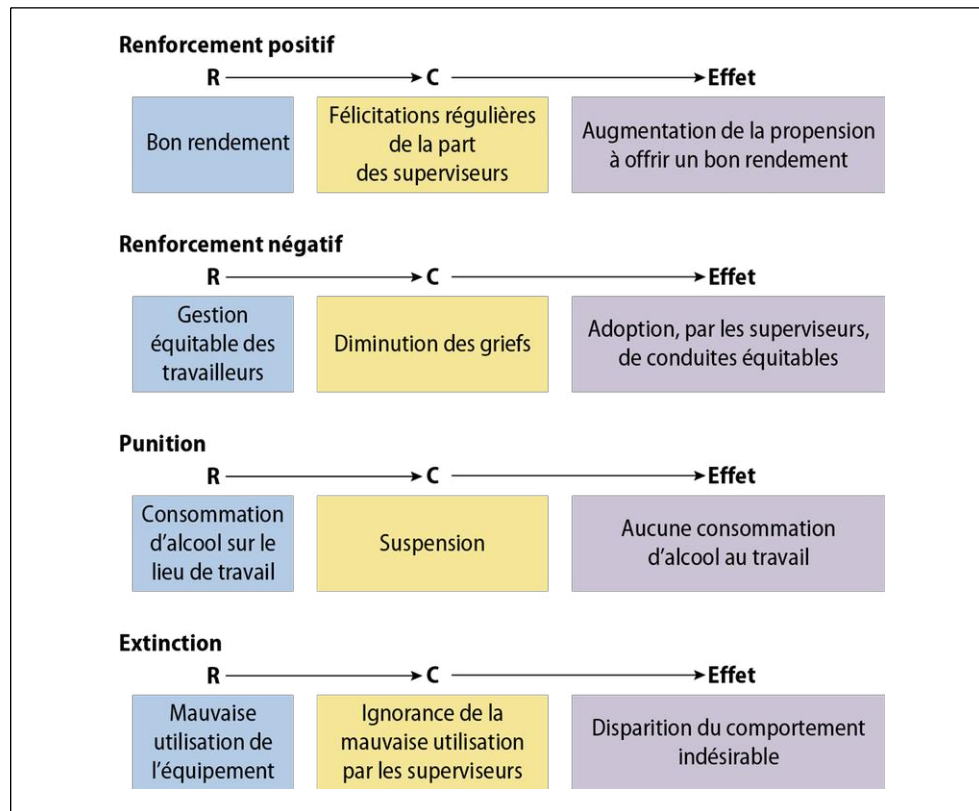 Renforcement positif
R C Effet
Bon rendement
Félicitations régulières
de la part
des superviseurs
Augmentation de la propension
à offrir un bon rendement
Renforcement négatif
R C Effet
Gestion
équitable des
travailleurs
Diminution des griefs
Adoption, par les superviseurs,
de conduites équitables
Punition
R C Effet
Consommation
d'alcool sur le
lieu de travail
Suspension
Aucune consommation
d'alcool au travail
Extinction
R C Effet
Mauvaise
utilisation de
l'équipement
Ignorance de la
mauvaise utilisation
par les superviseurs
Disparition du comportement
indésirable